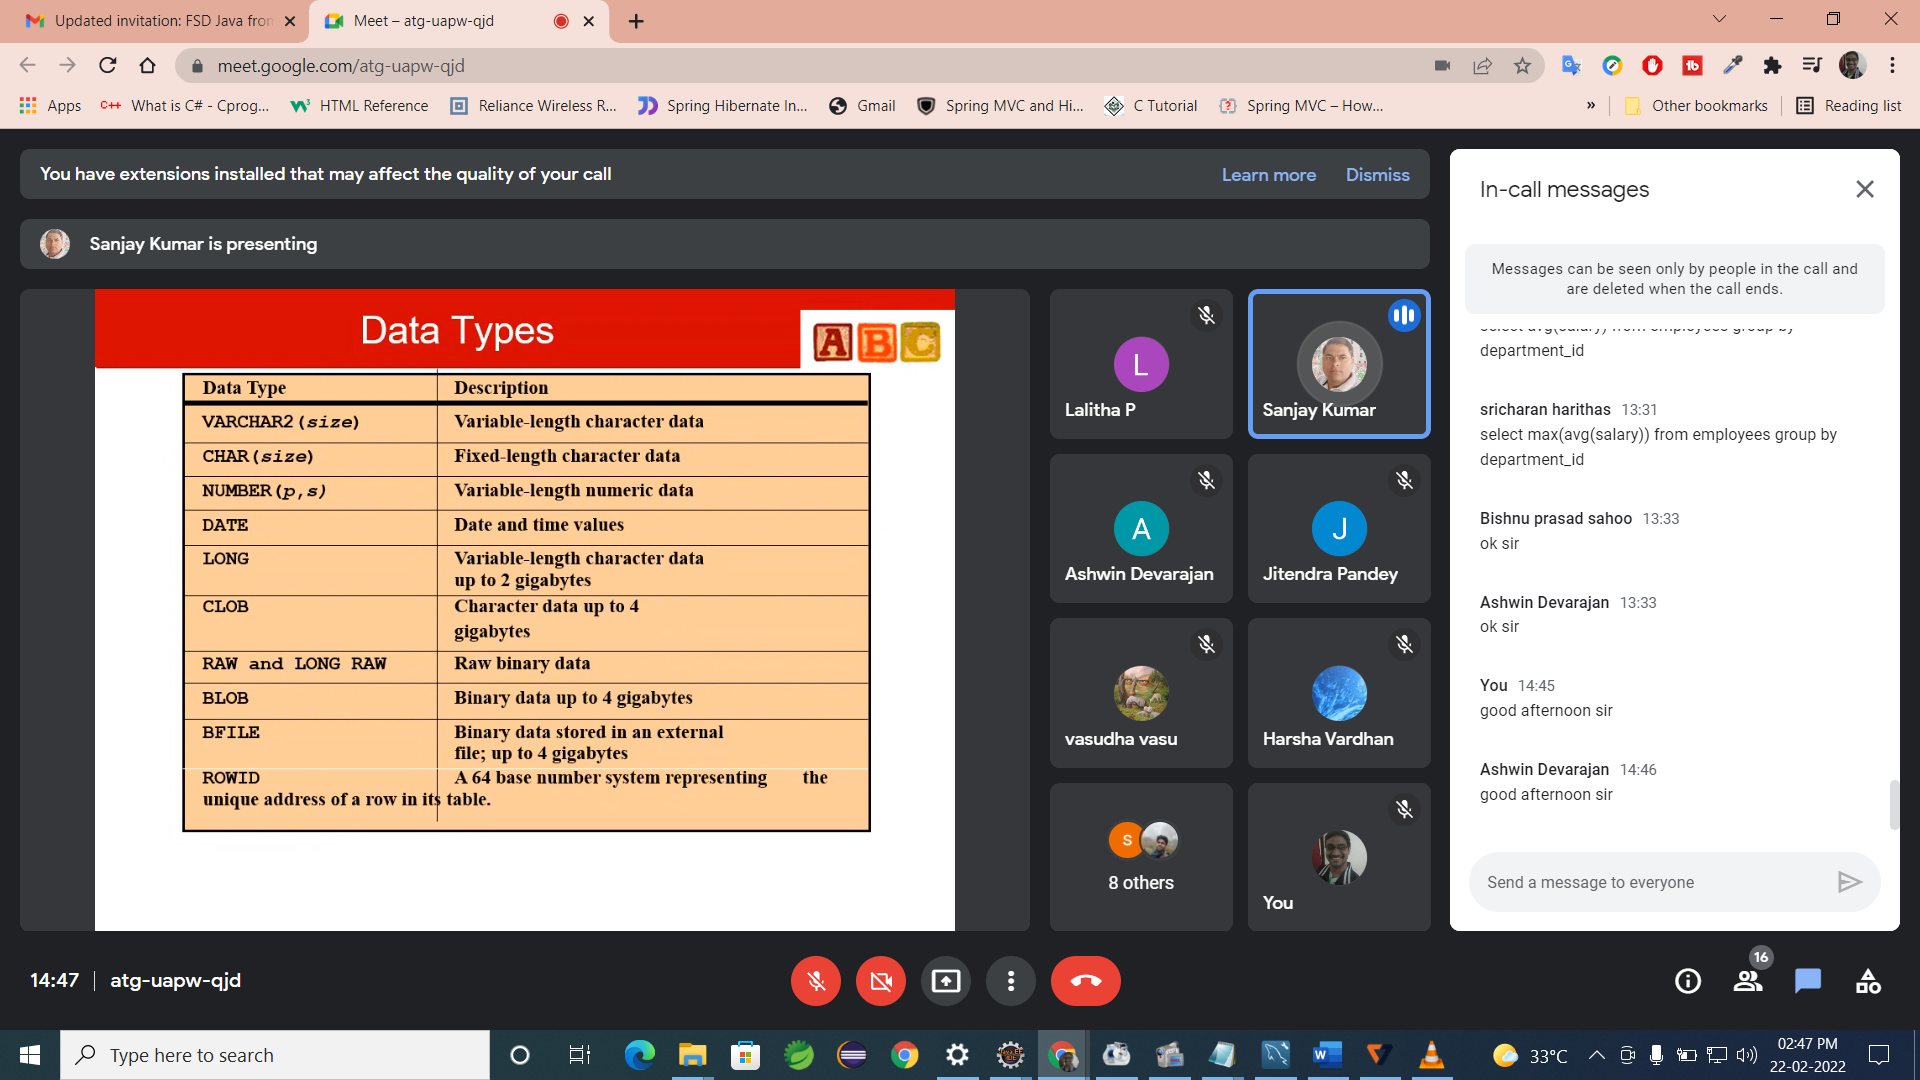 Updated invitation: FSD Java fron
Meet – atg-uapw-qjd
meet.google.com/atg-uapw-qjd
Apps
What is C# - Cprog...
HTML Reference
Reliance Wireless R...
Spring Hibernate In...
Gmail
Spring MVC and Hi...
C Tutorial
Spring MVC – How...
»
Other bookmarks
Reading list
You have extensions installed that may affect the quality of your call
Learn more
Dismiss
Sanjay Kumar is presenting
Data Types
A B C
Data Type Description
VARCHAR2(size) Variable-length character data
CHAR(size) Fixed-length character data
NUMBER(p,s) Variable-length numeric data
DATE Date and time values
LONG Variable-length character data
up to 2 gigabytes
CLOB Character data up to 4
gigabytes
RAW and LONG RAW Raw binary data
BLOB Binary data up to 4 gigabytes
BFILE Binary data stored in an external
file; up to 4 gigabytes
ROWID A 64 base number system representing the
unique address of a row in its table.
L
Lalitha P
Sanjay Kumar
A
Ashwin Devarajan
J
Jitendra Pandey
vasudha vasu
Harsha Vardhan
S
8 others
You
In-call messages
Messages can be seen only by people in the call and
are deleted when the call ends.
select avg(salary) from employees group by
department_id
sricharan harithas 13:31
select max(avg(salary)) from employees group by
department_id
Bishnu prasad sahoo 13:33
ok sir
Ashwin Devarajan 13:33
ok sir
You 14:45
good afternoon sir
Ashwin Devarajan 14:46
good afternoon sir
Send a message to everyone
14:47 | atg-uapw-qjd
16
Type here to search
33°C
02:47 PM
22-02-2022